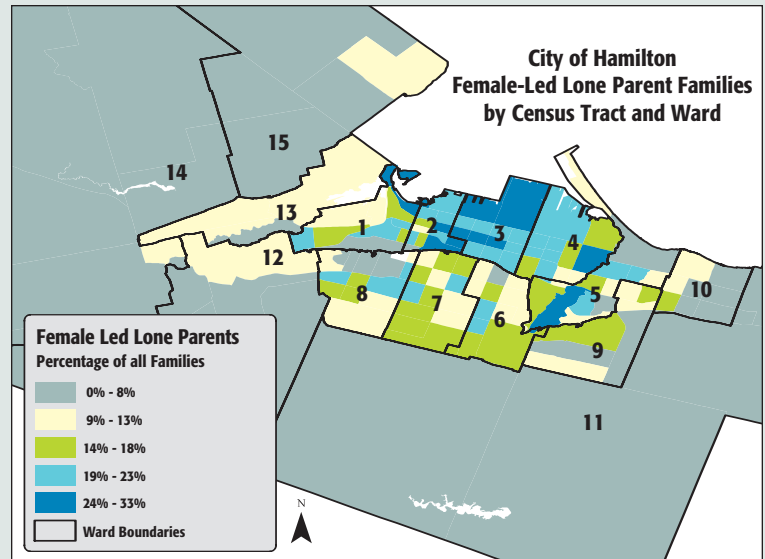 City of Hamilton
Female-Led Lone Parent Families
by Census Tract and Ward
15
14
13
12
1
2
3
4
5
6
7
8
9
10
11
Female Led Lone Parents
Percentage of all Families
0% - 8%
9% - 13%
14% - 18%
19% - 23%
24% - 33%
Ward Boundaries
N